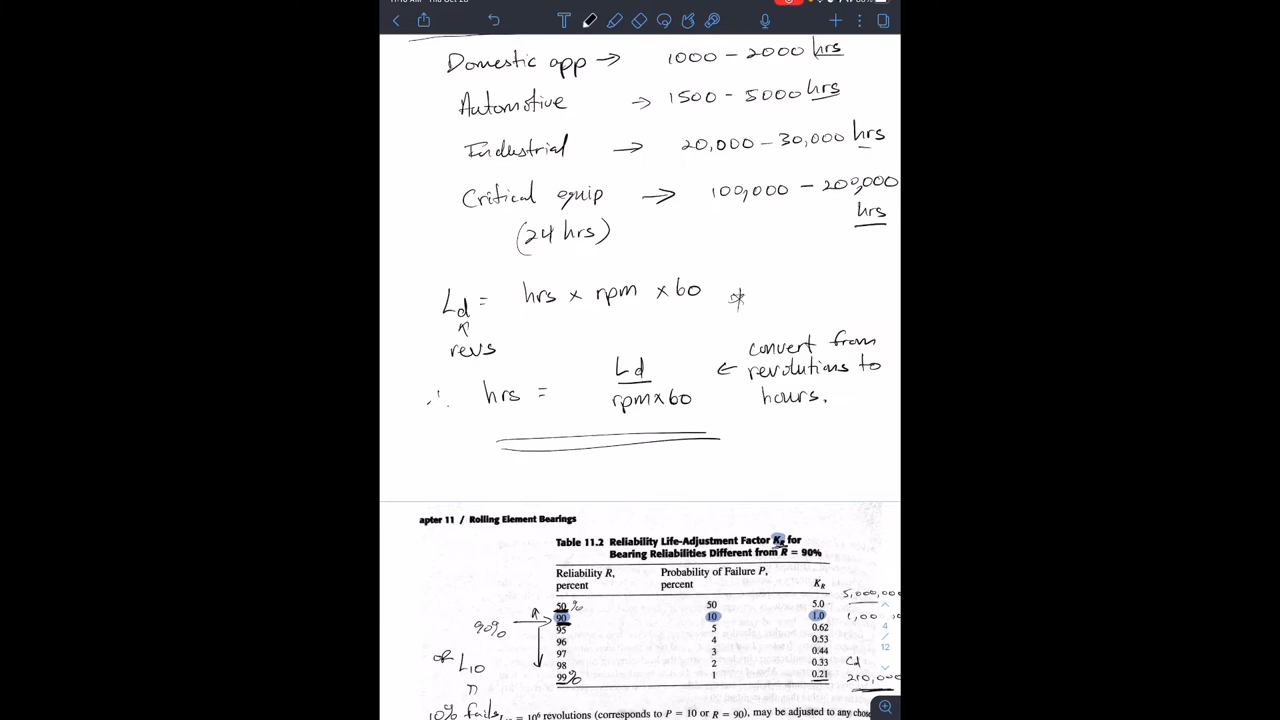 Domestic app → 1000 - 2000 hrs
Automotive → 1500 - 5000 hrs
Industrial → 20,000 - 30,000 hrs
Critical equip → 100,000 - 200,000
(24 hrs) hrs
Ld = hrs x rpm x 60 *
↑
revs
convert from
Ld ← revolutions to
∴ hrs = rpm x 60 hours.
apter 11 / Rolling Element Bearings
Table 11.2 Reliability Life-Adjustment Factor KR for
Bearing Reliabilities Different from R = 90%
Reliability R, Probability of Failure P,
percent percent KR
50% 50 5.0 5,000,000
90% → 90 10 1.0 1,00
95 5 0.62
96 4 0.53
97 3 0.44
or L10 98 2 0.33 Cd
99% 1 0.21 210,000
10% fails
= 10⁶ revolutions (corresponds to P = 10 or R = 90), may be adjusted to any
4
/
12